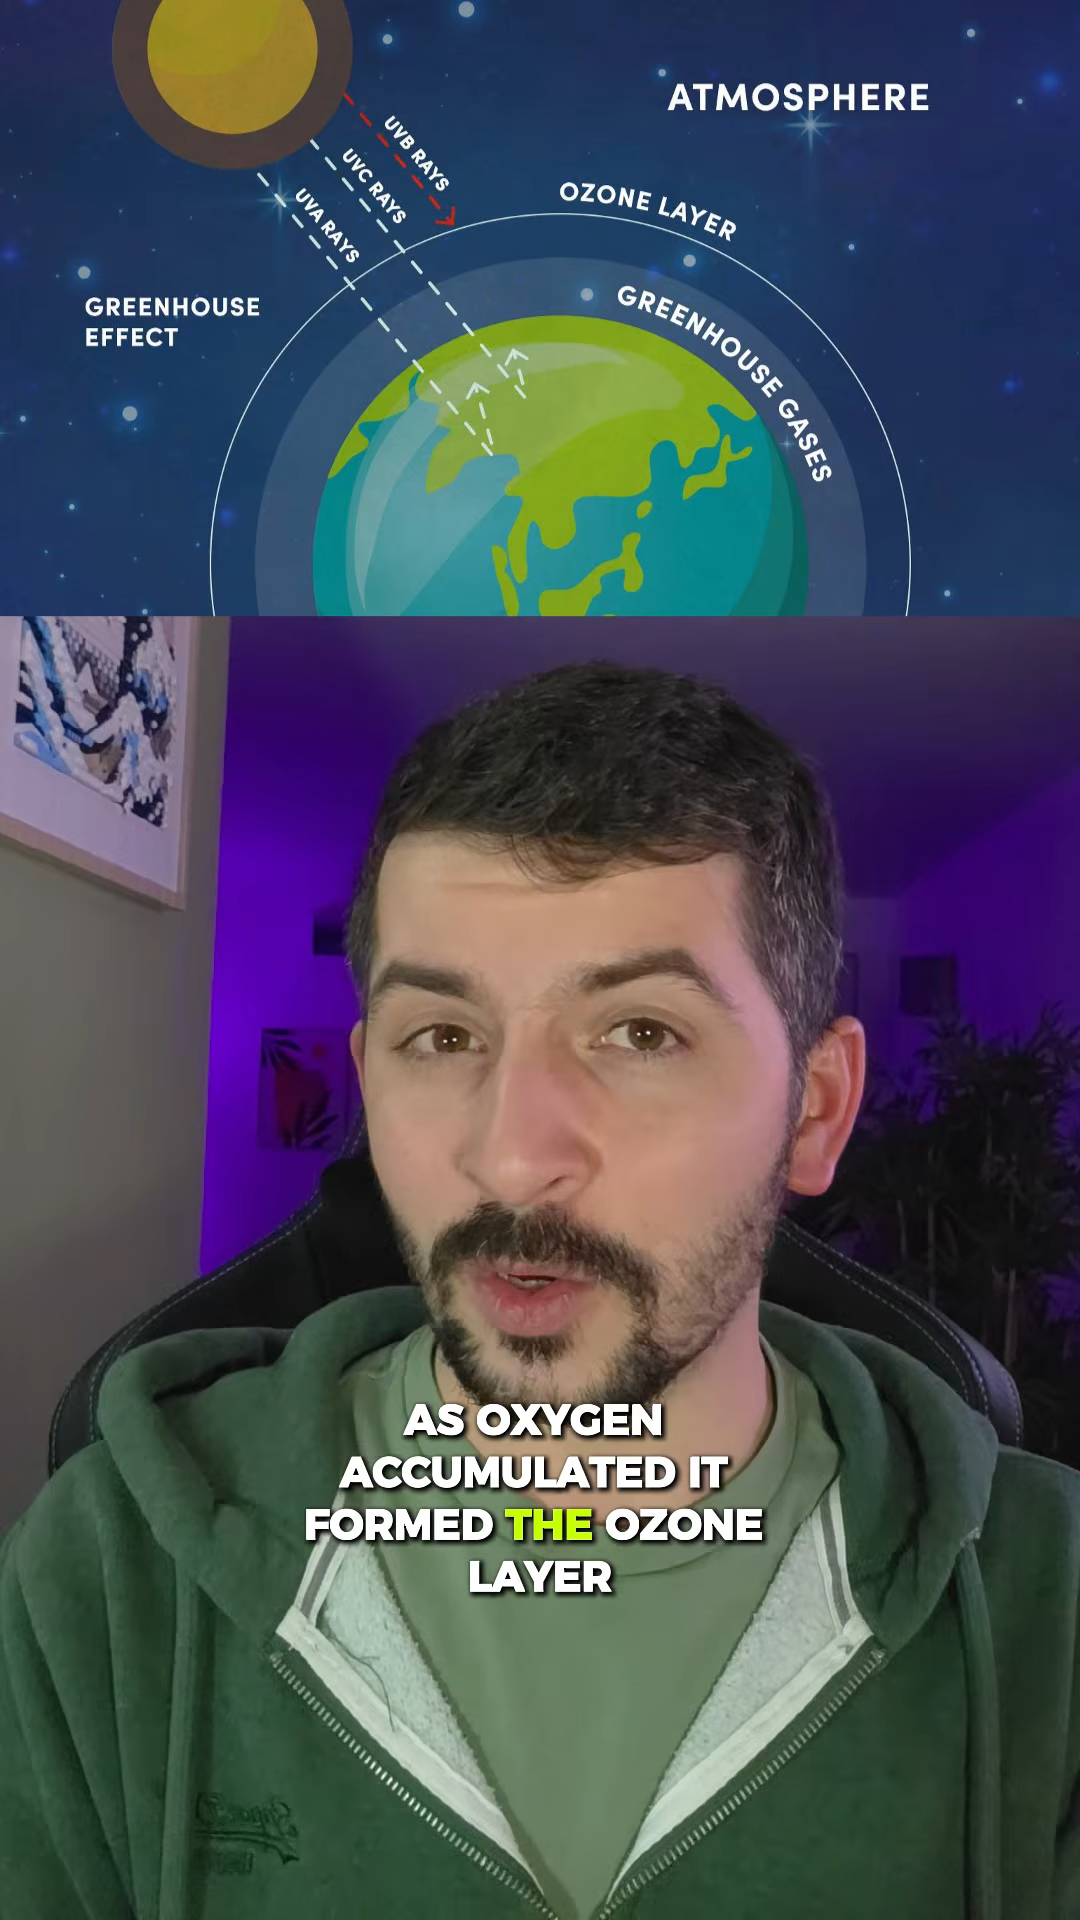 ATMOSPHERE
UVB RAYS
UVC RAYS
UVA RAYS
OZONE LAYER
GREENHOUSE
EFFECT
GREENHOUSE GASES
AS OXYGEN
ACCUMULATED IT
FORMED THE OZONE
LAYER